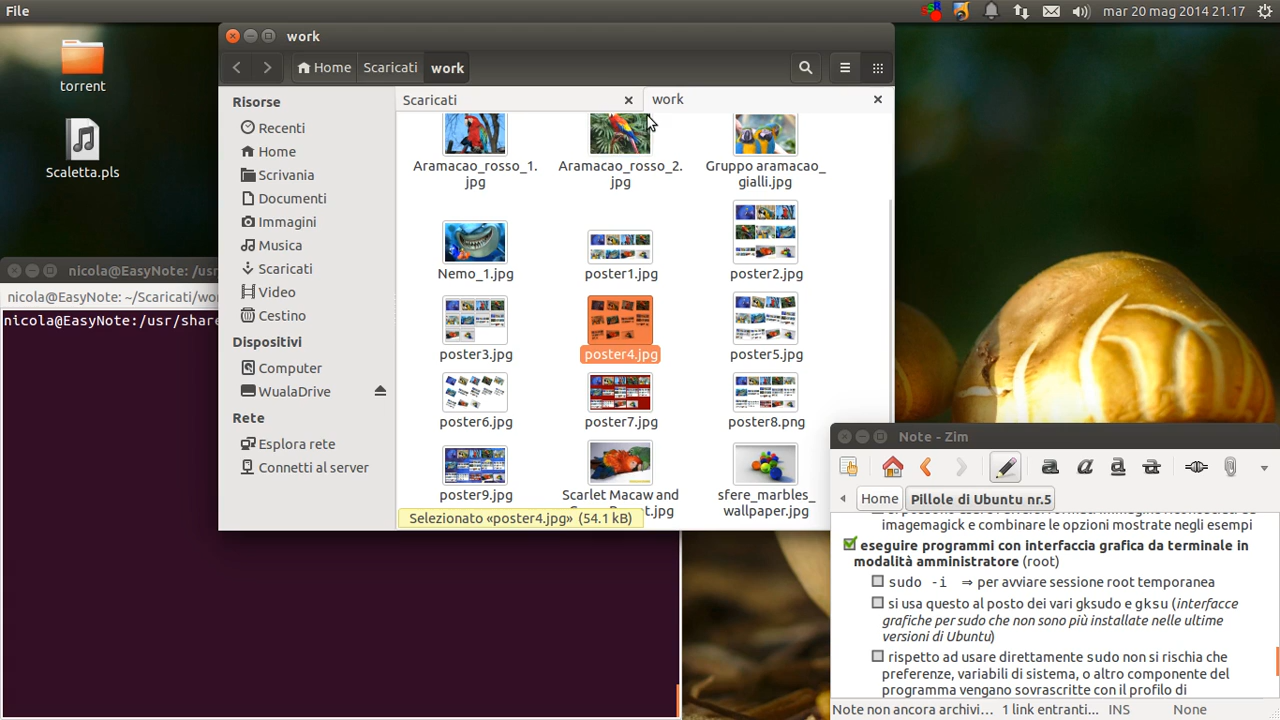 File
mar 20 mag 2014 21.17
torrent
Scaletta.pls
work
Home
Scaricati
work
Risorse
Recenti
Home
Scrivania
Documenti
Immagini
Musica
Scaricati
Video
Cestino
Dispositivi
Computer
WualaDrive
Rete
Esplora rete
Connetti al server
Scaricati
work
Aramacao_rosso_1.
jpg
Aramacao_rosso_2.
jpg
Gruppo aramacao_
gialli.jpg
Nemo_1.jpg
poster1.jpg
poster2.jpg
poster3.jpg
poster4.jpg
poster5.jpg
poster6.jpg
poster7.jpg
poster8.png
poster9.jpg
Scarlet Macaw and
.jpg
sfere_marbles_
wallpaper.jpg
Selezionato «poster4.jpg» (54.1 kB)
nicola@EasyNote: /usr
nicola@EasyNote: ~/Scaricati/wo
nicola@EasyNote:/usr/share
Note - Zim
Home
Pillole di Ubuntu nr.5
imagemagick e combinare le opzioni mostrate negli esempi
eseguire programmi con interfaccia grafica da terminale in
modalità amministratore (root)
sudo -i ⇒ per avviare sessione root temporanea
si usa questo al posto dei vari gksudo e gksu (interfacce
grafiche per sudo che non sono più installate nelle ultime
versioni di Ubuntu)
rispetto ad usare direttamente sudo non si rischia che
preferenze, variabili di sistema, o altro componente del
programma vengano sovrascritte con il profilo di
Note non ancora archivi...
1 link entranti...
INS
None